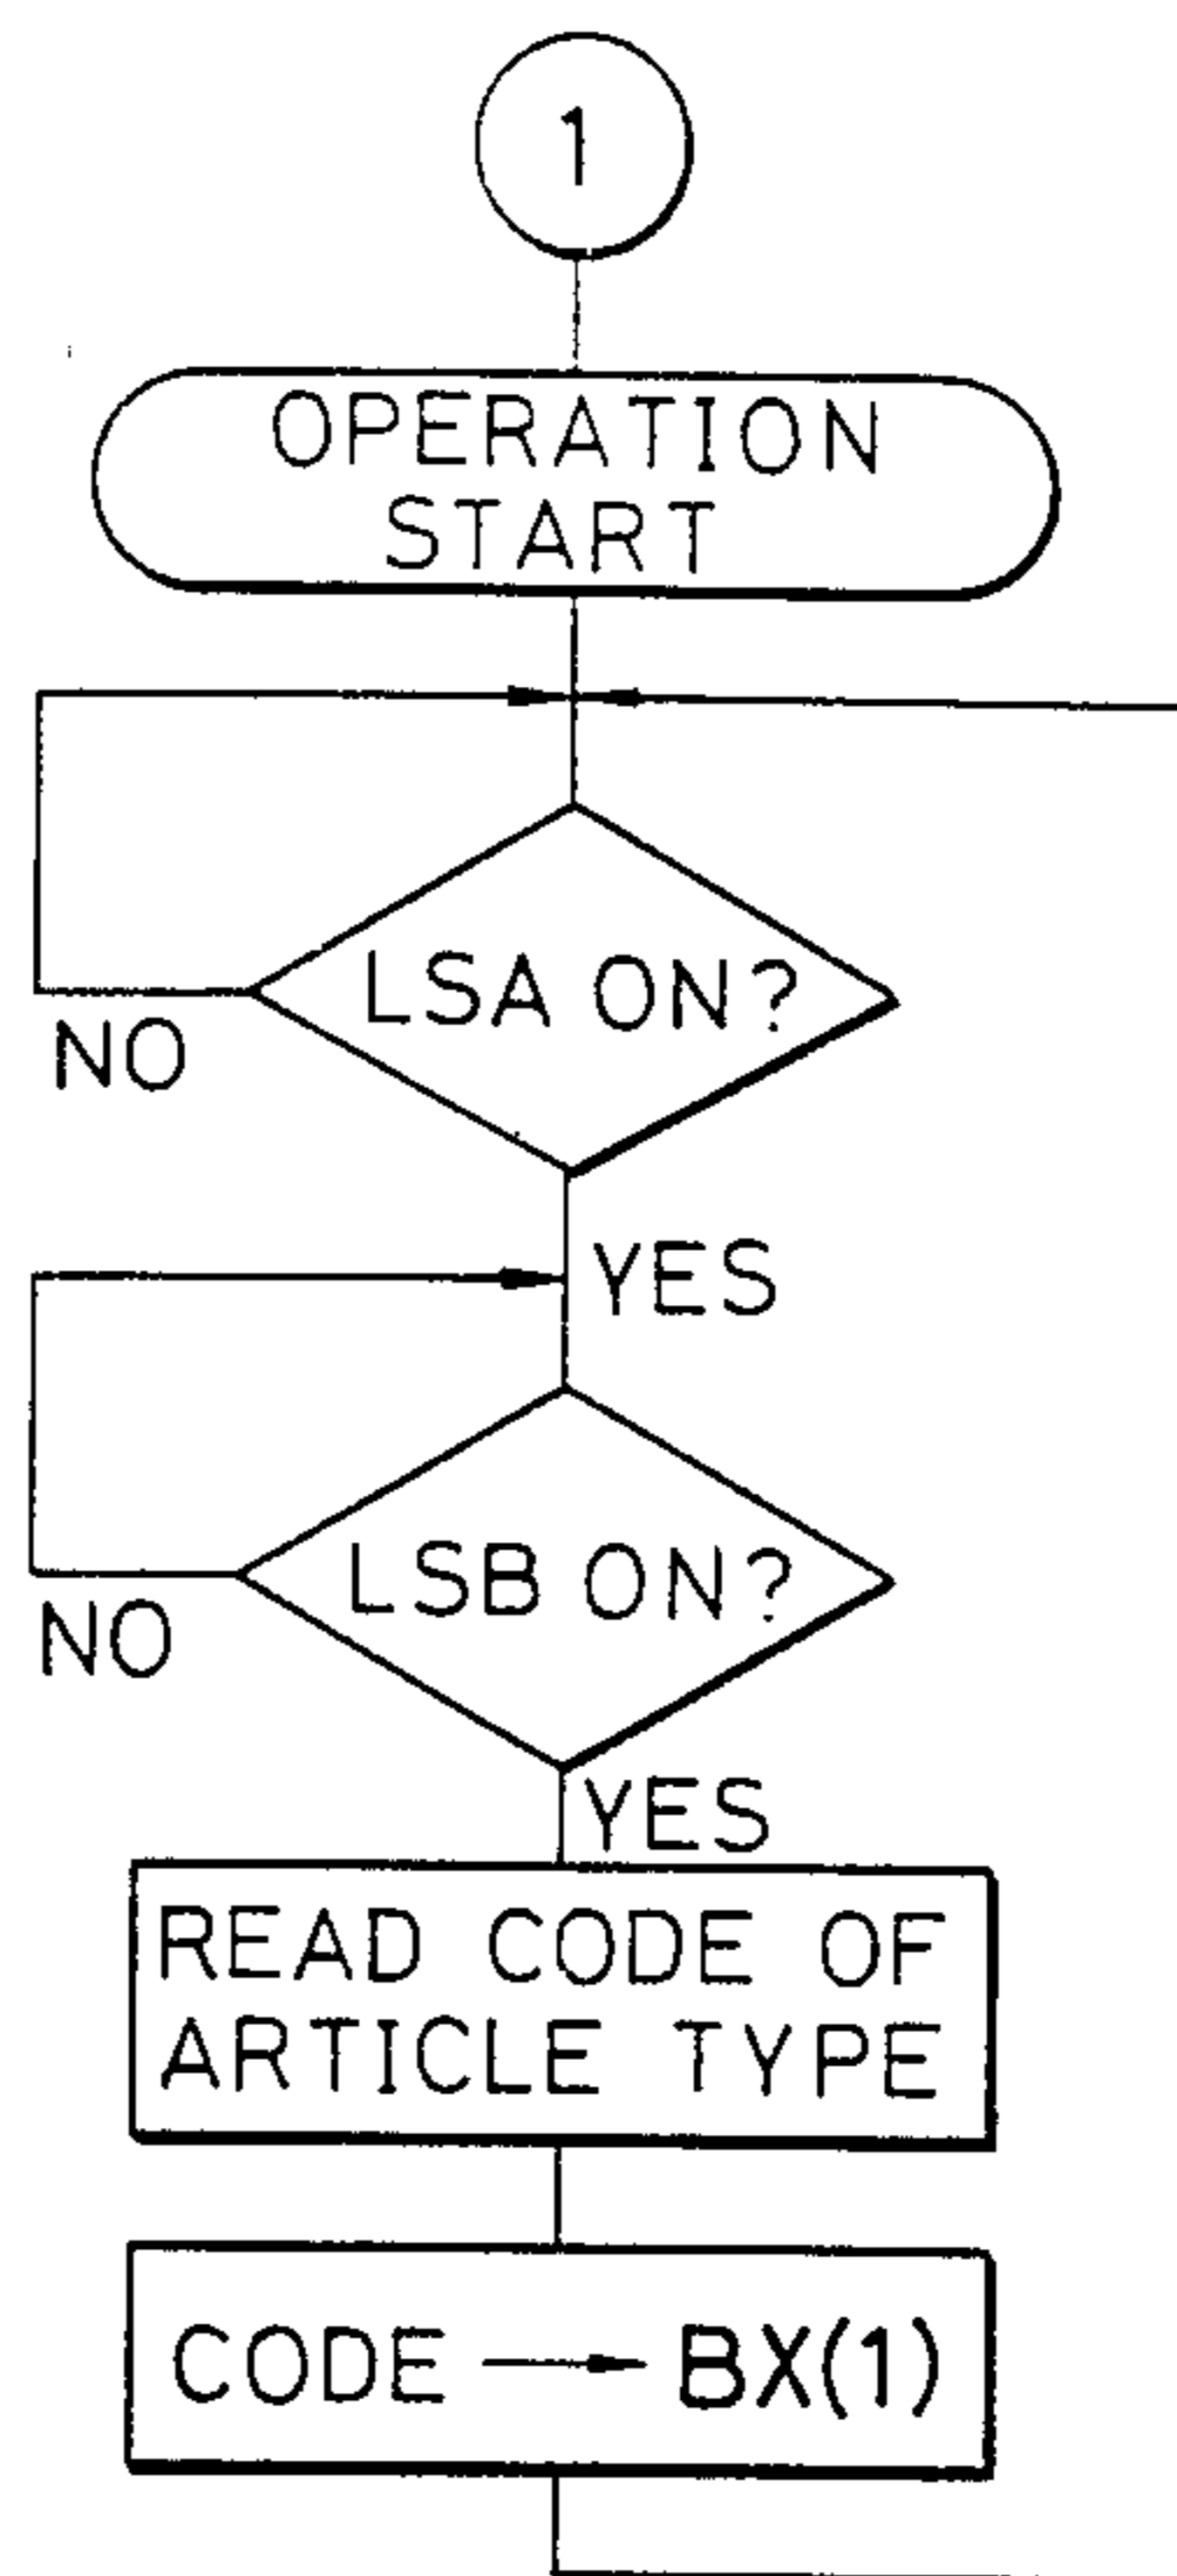 1
OPERATION
START
LSA ON?
NO
YES
LSB ON?
NO
YES
READ CODE OF
ARTICLE TYPE
CODE → BX(1)